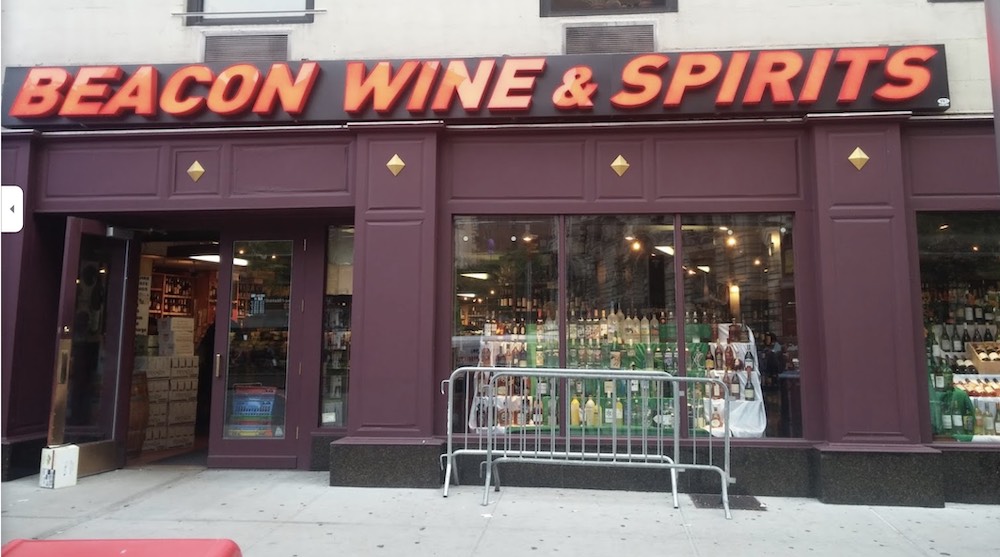 BEACON WINE & SPIRITS